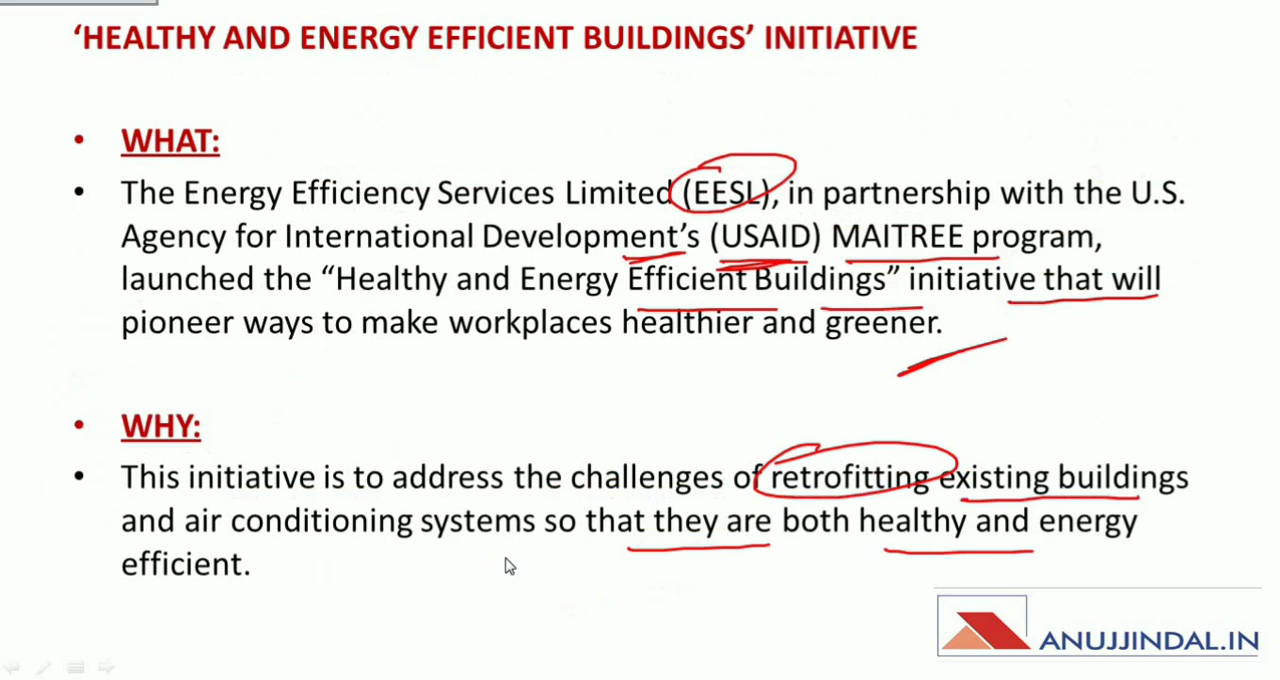 ‘HEALTHY AND ENERGY EFFICIENT BUILDINGS’ INITIATIVE
• WHAT:
• The Energy Efficiency Services Limited (EESL), in partnership with the U.S.
Agency for International Development’s (USAID) MAITREE program,
launched the “Healthy and Energy Efficient Buildings” initiative that will
pioneer ways to make workplaces healthier and greener.
• WHY:
• This initiative is to address the challenges of retrofitting existing buildings
and air conditioning systems so that they are both healthy and energy
efficient.
ANUJJINDAL.IN